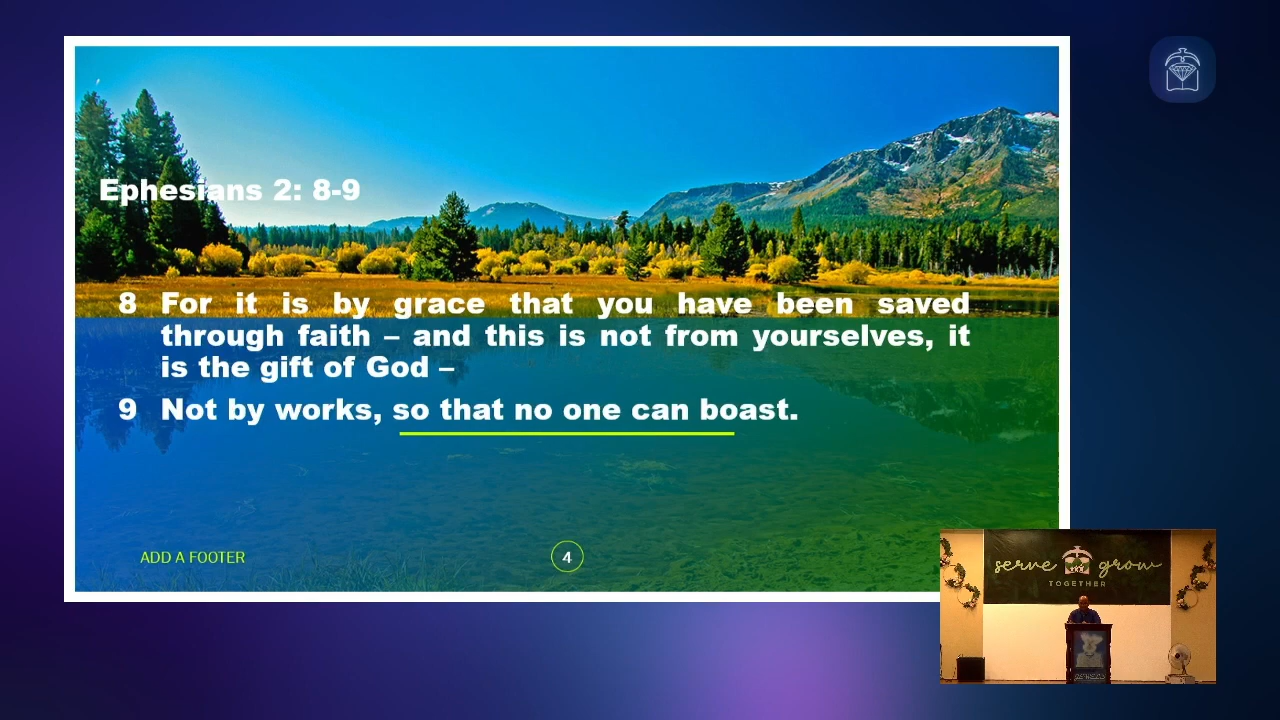 Ephesians 2: 8-9
8 For it is by grace that you have been saved
through faith – and this is not from yourselves, it
is the gift of God –
9 Not by works, so that no one can boast.
ADD A FOOTER
4
serve grow
TOGETHER